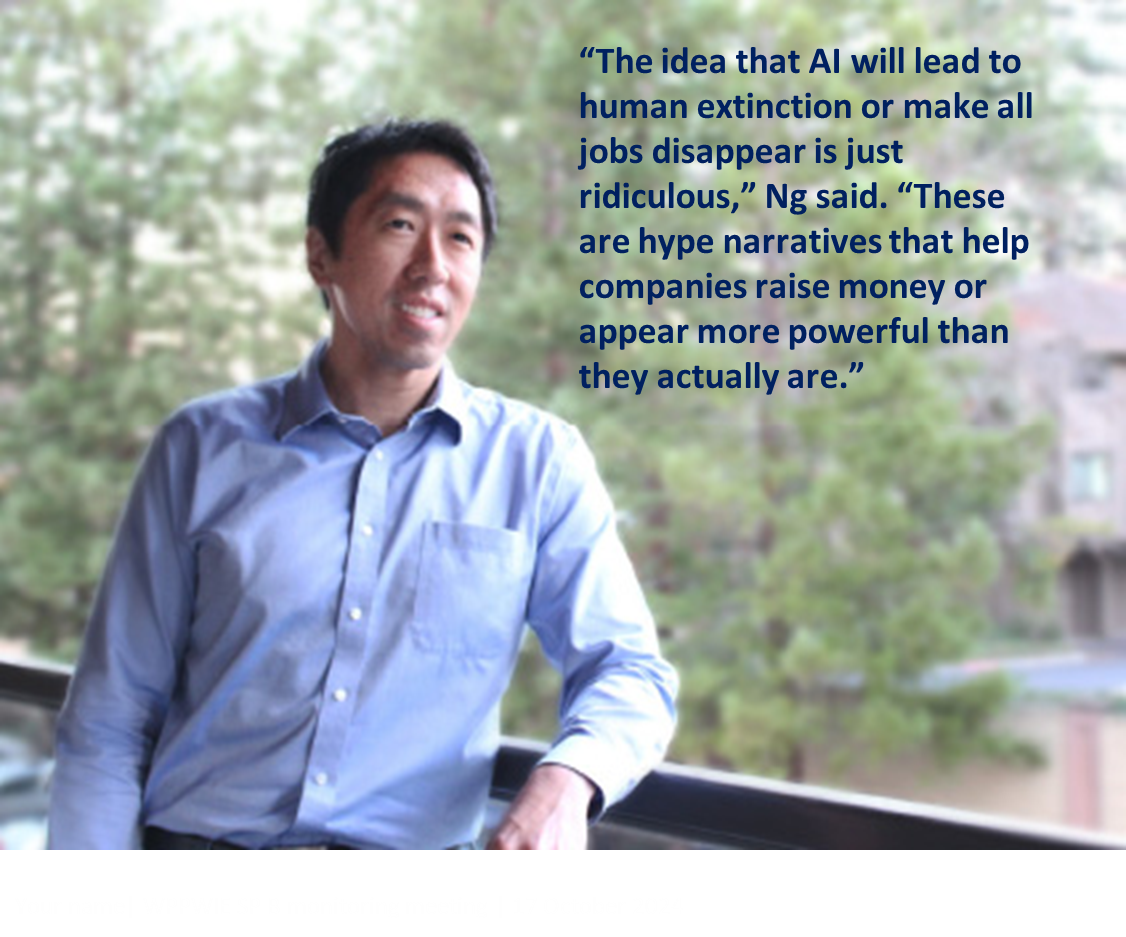 “The idea that AI will lead to
human extinction or make all
jobs disappear is just
ridiculous,” Ng said. “These
are hype narratives that help
companies raise money or
appear more powerful than
they actually are.”